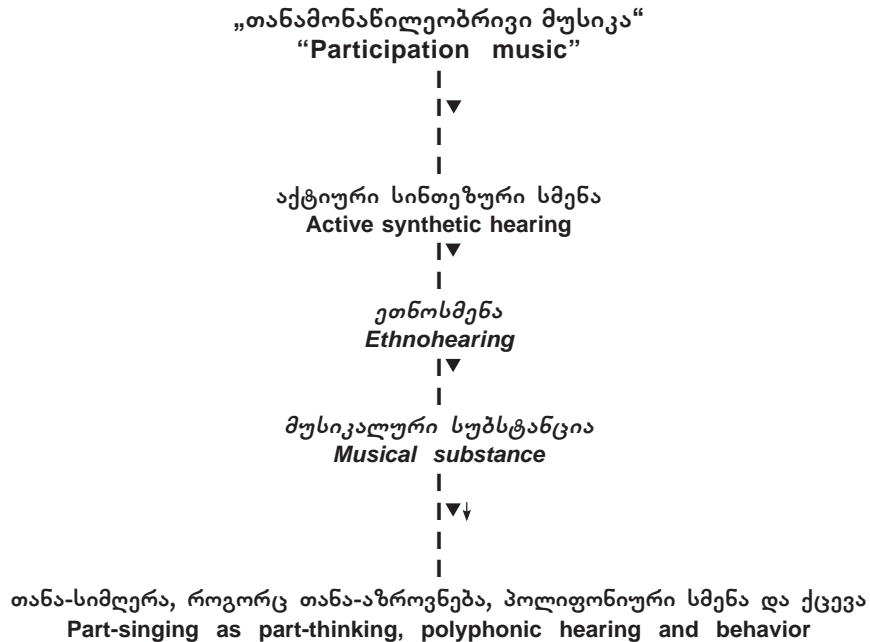 „თანამონაწილეობრივი მუსიკა“
“Participation music”
აქტიური სინთეზური სმენა
Active synthetic hearing
ეთნოსმენა
Ethnohearing
მუსიკალური სუბსტანცია
Musical substance
თანა-სიმღერა, როგორც თანა-აზროვნება, პოლიფონიური სმენა და ქცევა
Part-singing as part-thinking, polyphonic hearing and behavior